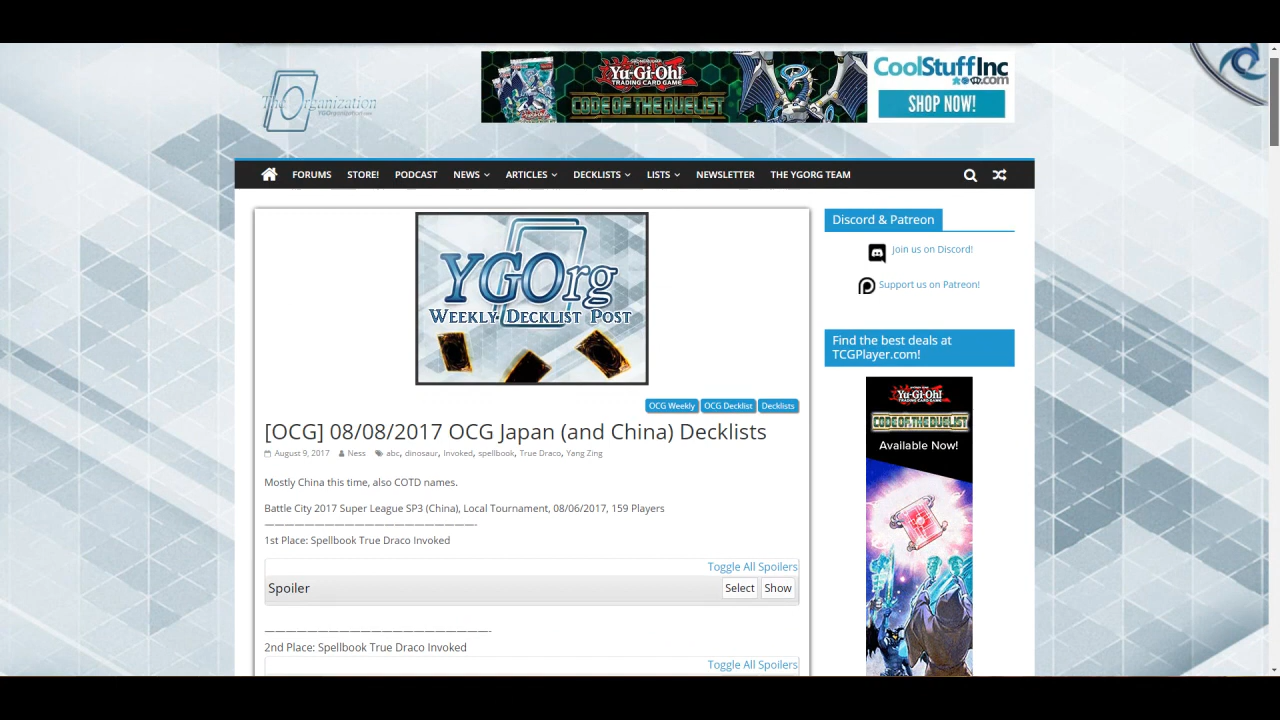 The Organization
YGOrganization.com
Yu-Gi-Oh!
TRADING CARD GAME
CODE OF THE DUELIST
CoolStuffInc
.com
SHOP NOW!
FORUMS STORE! PODCAST NEWS ARTICLES DECKLISTS LISTS NEWSLETTER THE YGORG TEAM
YGOrg
WEEKLY DECKLIST POST
OCG Weekly OCG Decklist Decklists
[OCG] 08/08/2017 OCG Japan (and China) Decklists
August 9, 2017 Ness abc, dinosaur, Invoked, spellbook, True Draco, Yang Zing
Mostly China this time, also COTD names.
Battle City 2017 Super League SP3 (China), Local Tournament, 08/06/2017, 159 Players
————————————————————-
1st Place: Spellbook True Draco Invoked
Toggle All Spoilers
Spoiler Select Show
—————————————————————-
2nd Place: Spellbook True Draco Invoked
Toggle All Spoilers
Discord & Patreon
Join us on Discord!
Support us on Patreon!
Find the best deals at
TCGPlayer.com!
Yu-Gi-Oh!
TRADING CARD GAME
CODE OF THE DUELIST
Available Now!